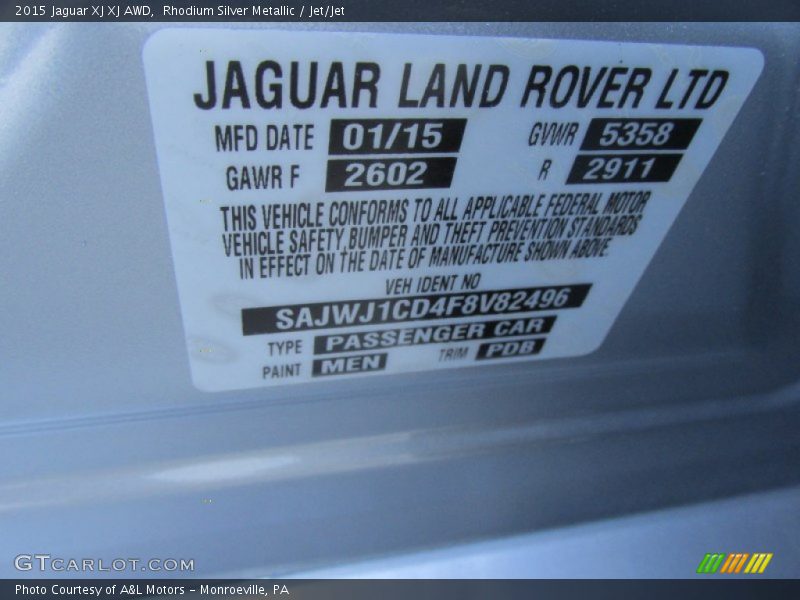 2015 Jaguar XJ XJ AWD,  Rhodium Silver Metallic / Jet/Jet
JAGUAR LAND ROVER LTD
MFD DATE 01/15 GVWR 5358
GAWR F 2602 R 2911
THIS VEHICLE CONFORMS TO ALL APPLICABLE FEDERAL MOTOR
VEHICLE SAFETY, BUMPER AND THEFT PREVENTION STANDARDS
IN EFFECT ON THE DATE OF MANUFACTURE SHOWN ABOVE.
VEH IDENT NO
SAJWJ1CD4F8V82496
TYPE PASSENGER CAR
PAINT MEN TRIM PDB
GTCARLOT.COM
Photo Courtesy of A&L Motors - Monroeville, PA